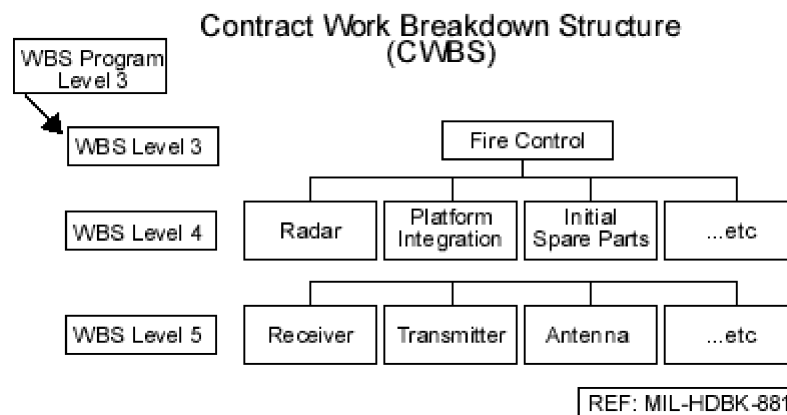 Contract Work Breakdown Structure
(CWBS)
WBS Program
Level 3
WBS Level 3
Fire Control
WBS Level 4
Radar
Platform
Integration
Initial
Spare Parts
...etc
WBS Level 5
Receiver
Transmitter
Antenna
...etc
REF: MIL-HDBK-881